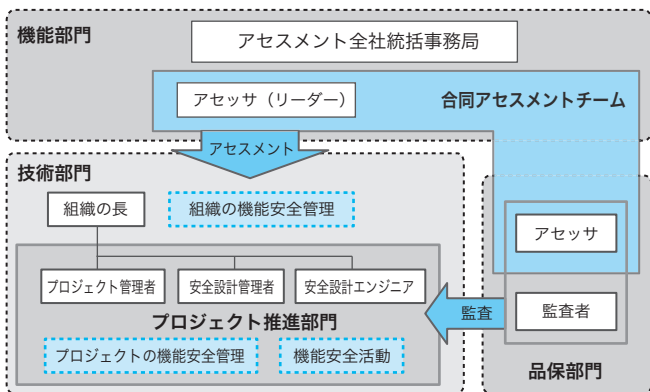 機能部門
アセスメント全社統括事務局
アセッサ（リーダー）
合同アセスメントチーム
アセスメント
技術部門
組織の長
組織の機能安全管理
アセッサ
プロジェクト管理者
安全設計管理者
安全設計エンジニア
監査
監査者
プロジェクト推進部門
プロジェクトの機能安全管理
機能安全活動
品保部門